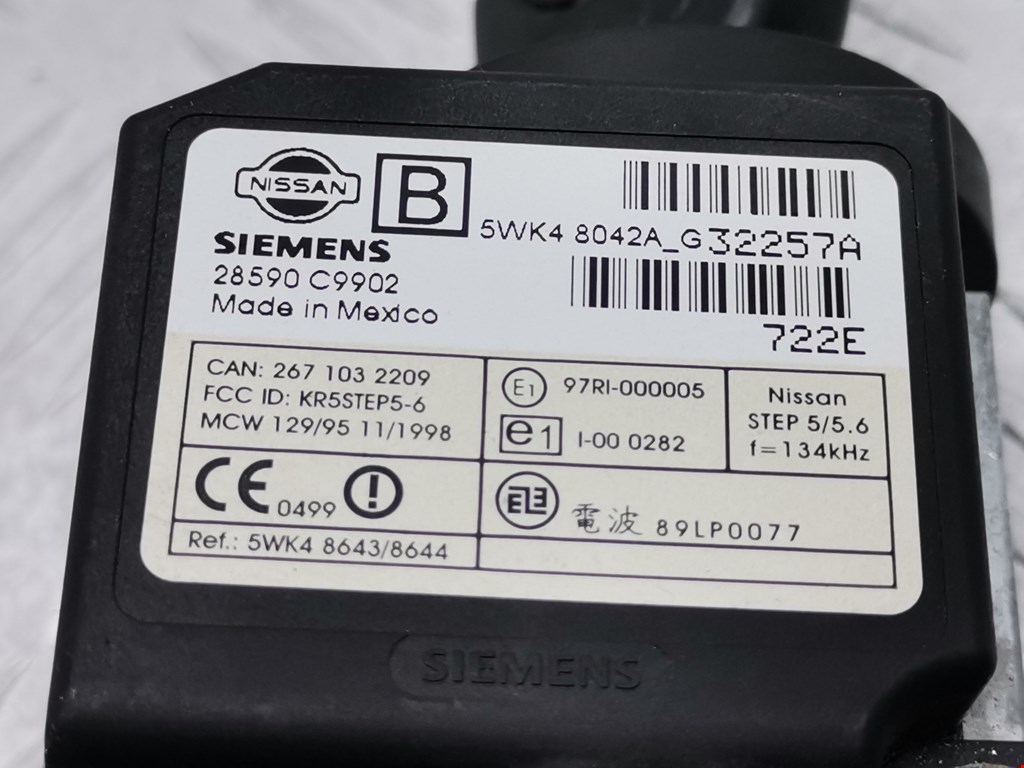 NISSAN
B
SIEMENS
5WK4 8042A_G32257A
28590 C9902
Made in Mexico
722E
CAN: 267 103 2209
FCC ID: KR5STEP5-6
MCW 129/95 11/1998
E1 97RI-000005
e1 I-00 0282
Nissan
STEP 5/5.6
f=134kHz
CE 0499 !
電波 89LP0077
Ref.: 5WK4 8643/8644
SIEMENS